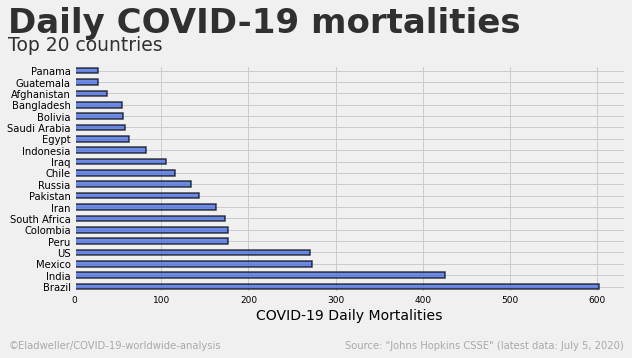 Daily COVID-19 mortalities
Top 20 countries
Panama
Guatemala
Afghanistan
Bangladesh
Bolivia
Saudi Arabia
Egypt
Indonesia
Iraq
Chile
Russia
Pakistan
Iran
South Africa
Colombia
Peru
US
Mexico
India
Brazil
0 100 200 300 400 500 600
COVID-19 Daily Mortalities
©Eladweller/COVID-19-worldwide-analysis Source: "Johns Hopkins CSSE" (latest data: July 5, 2020)